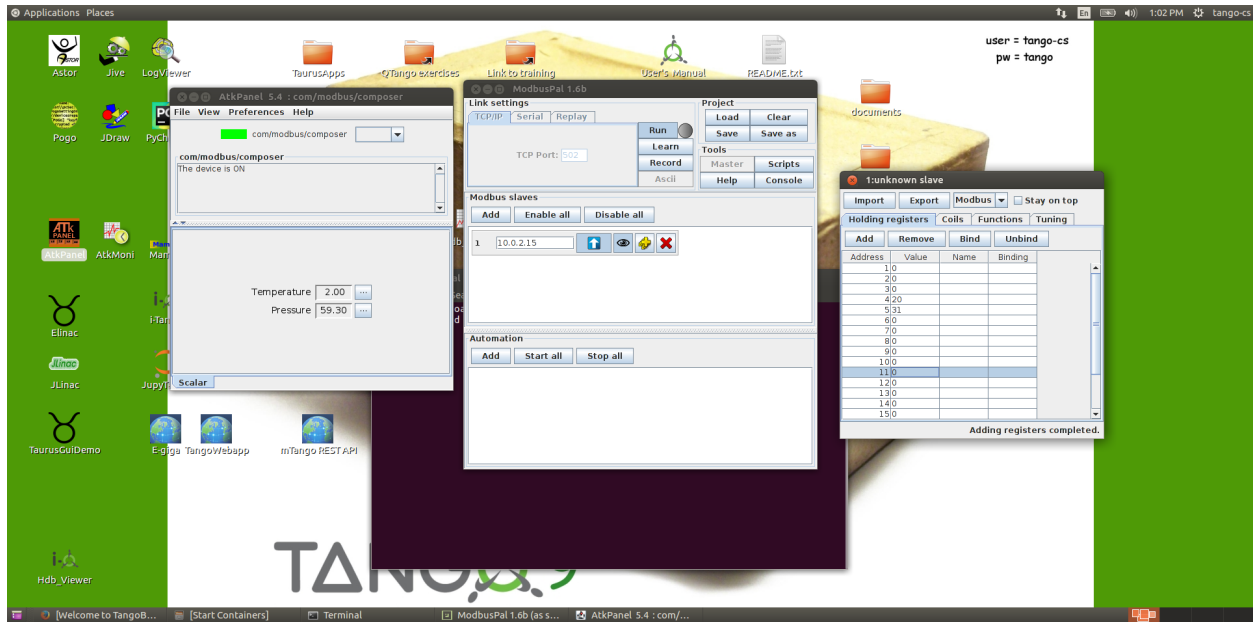 Applications Places
En 1:02 PM tango-cs
user = tango-cs
pw = tango
Astor Jive LogViewer TaurusApps QTango exercises Link to training User's Manual README.txt
documents
Pogo JDraw PyCh
AtkPanel AtkMoni Man
Elinac
i-Tan
JLinac JupyT
TaurusGuiDemo E-giga TangoWebapp mTango REST API
Hdb_Viewer
TANGO 9
AtkPanel 5.4 : com/modbus/composer
File View Preferences Help
com/modbus/composer
com/modbus/composer
The device is ON
Temperature 2.00 ...
Pressure 59.30 ...
Scalar
ModbusPal 1.6b
Link settings
TCP/IP Serial Replay
TCP Port: 502
Run
Learn
Record
Ascii
Project
Load Clear
Save Save as
Tools
Master Scripts
Help Console
Modbus slaves
Add Enable all Disable all
1 10.0.2.15
Automation
Add Start all Stop all
1:unknown slave
Import Export Modbus Stay on top
Holding registers Coils Functions Tuning
Add Remove Bind Unbind
Address Value Name Binding
1 0
2 0
3 0
4 20
5 31
6 0
7 0
8 0
9 0
10 0
11 0
12 0
13 0
14 0
15 0
Adding registers completed.
[Welcome to TangoB... [Start Containers] Terminal ModbusPal 1.6b (as s... AtkPanel 5.4 : com/...